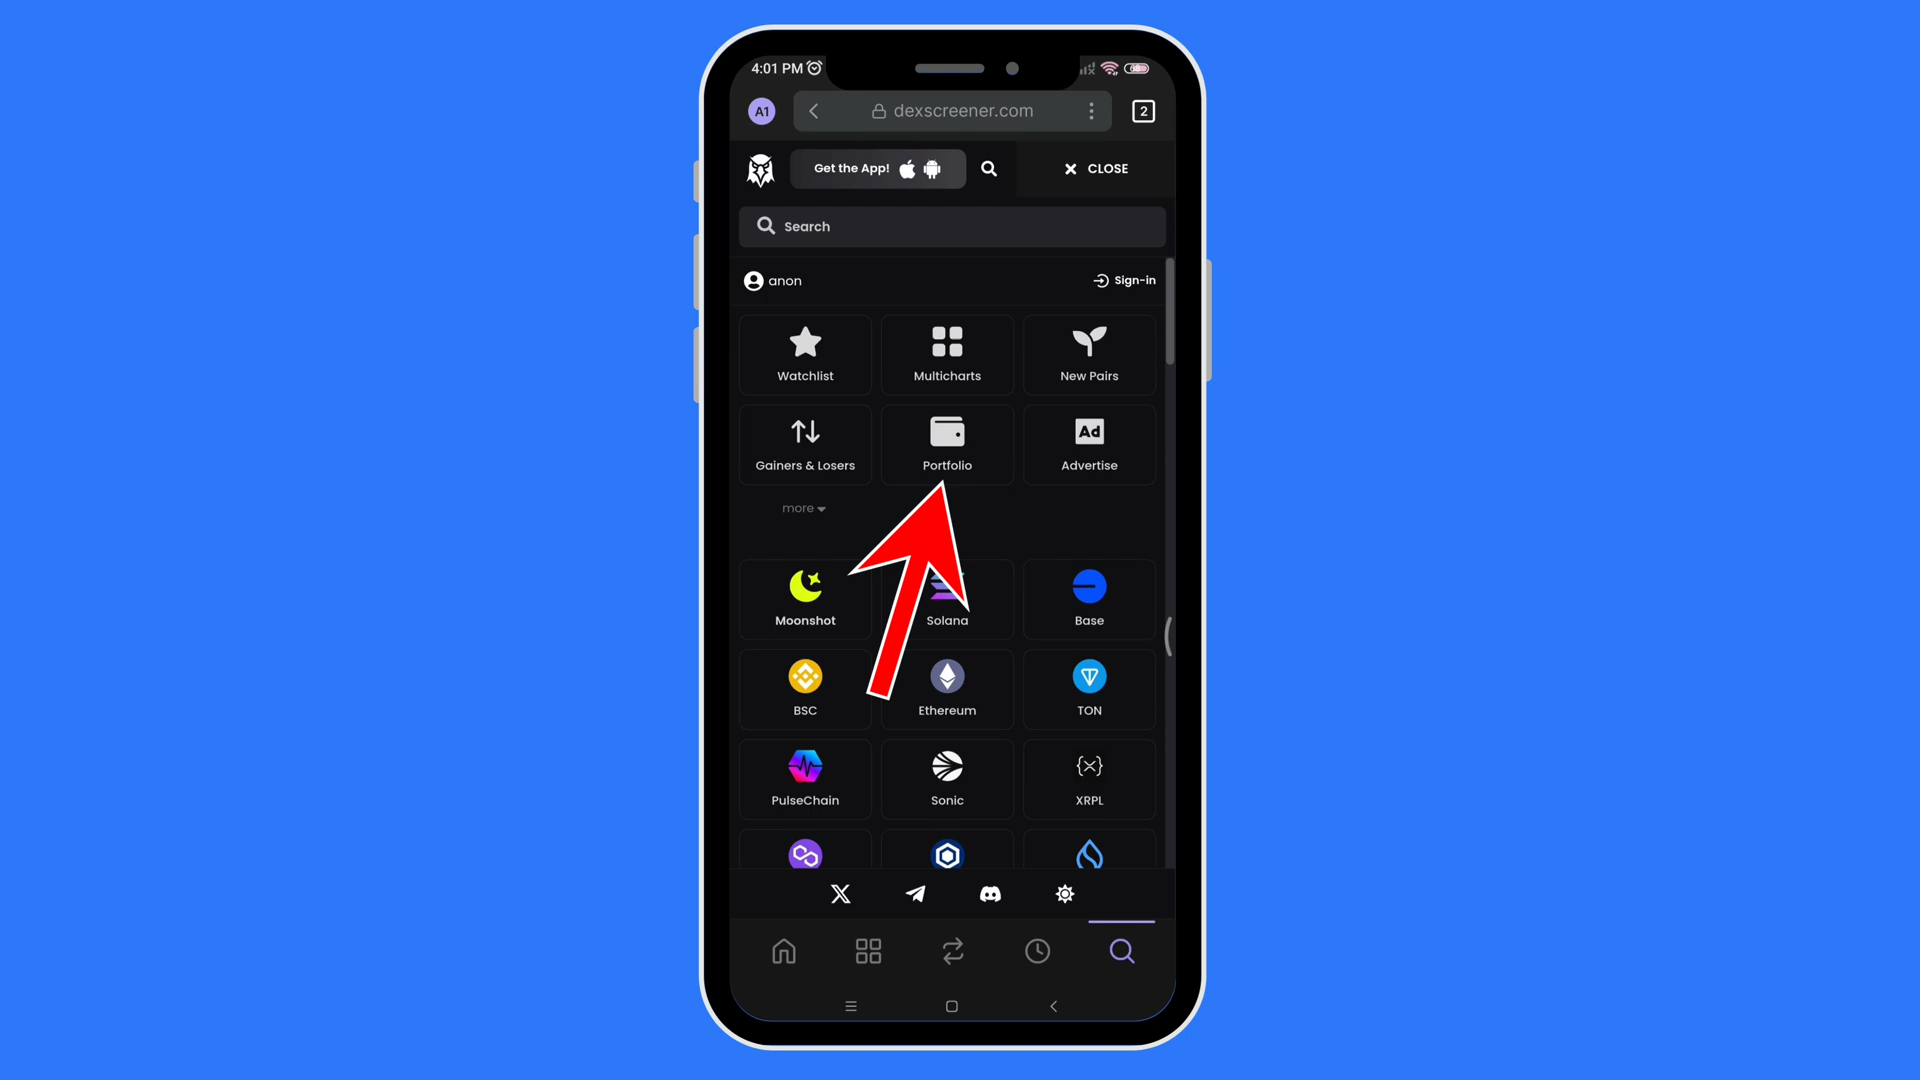 4:01 PM
A1
dexscreener.com
2
Get the App!
CLOSE
Search
anon
Sign-in
Watchlist
Multicharts
New Pairs
Gainers & Losers
Portfolio
Ad
Advertise
more
Moonshot
Solana
Base
BSC
Ethereum
TON
PulseChain
Sonic
XRPL